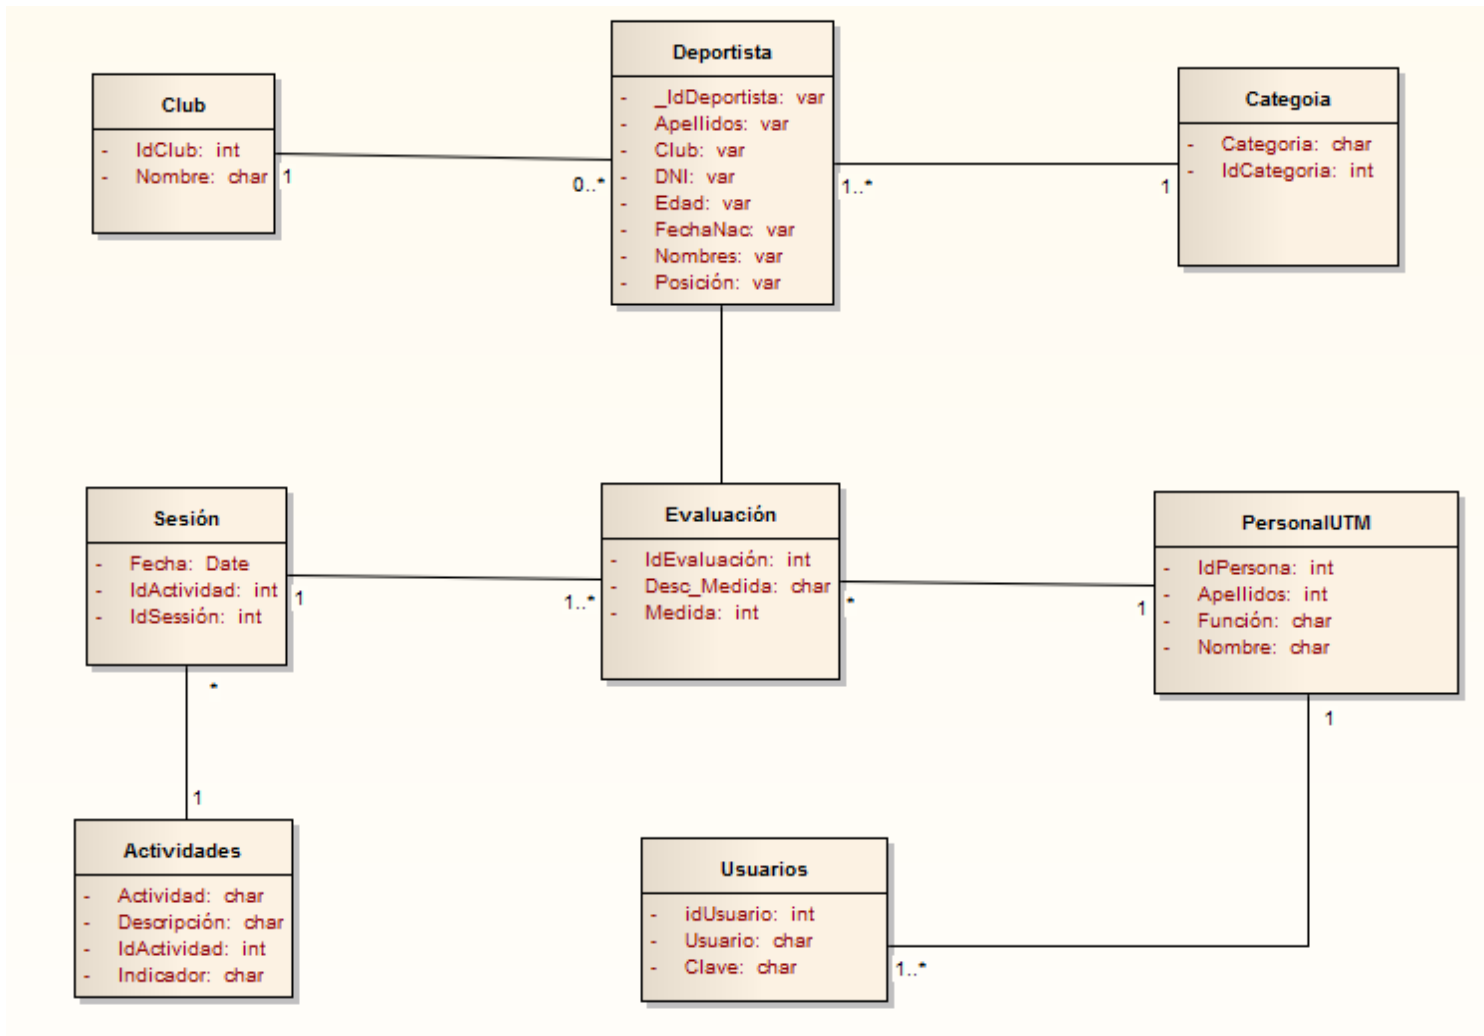 Club
- IdClub: int
- Nombre: char
1
0..*
Deportista
- _IdDeportista: var
- Apellidos: var
- Club: var
- DNI: var
- Edad: var
- FechaNac: var
- Nombres: var
- Posición: var
1..*
1
Categoia
- Categoria: char
- IdCategoria: int
Sesión
- Fecha: Date
- IdActividad: int
- IdSessión: int
1
1..*
*
Evaluación
- IdEvaluación: int
- Desc_Medida: char
- Medida: int
*
1
PersonalUTM
- IdPersona: int
- Apellidos: int
- Función: char
- Nombre: char
1
1
Actividades
- Actividad: char
- Descripción: char
- IdActividad: int
- Indicador: char
Usuarios
- idUsuario: int
- Usuario: char
- Clave: char
1..*